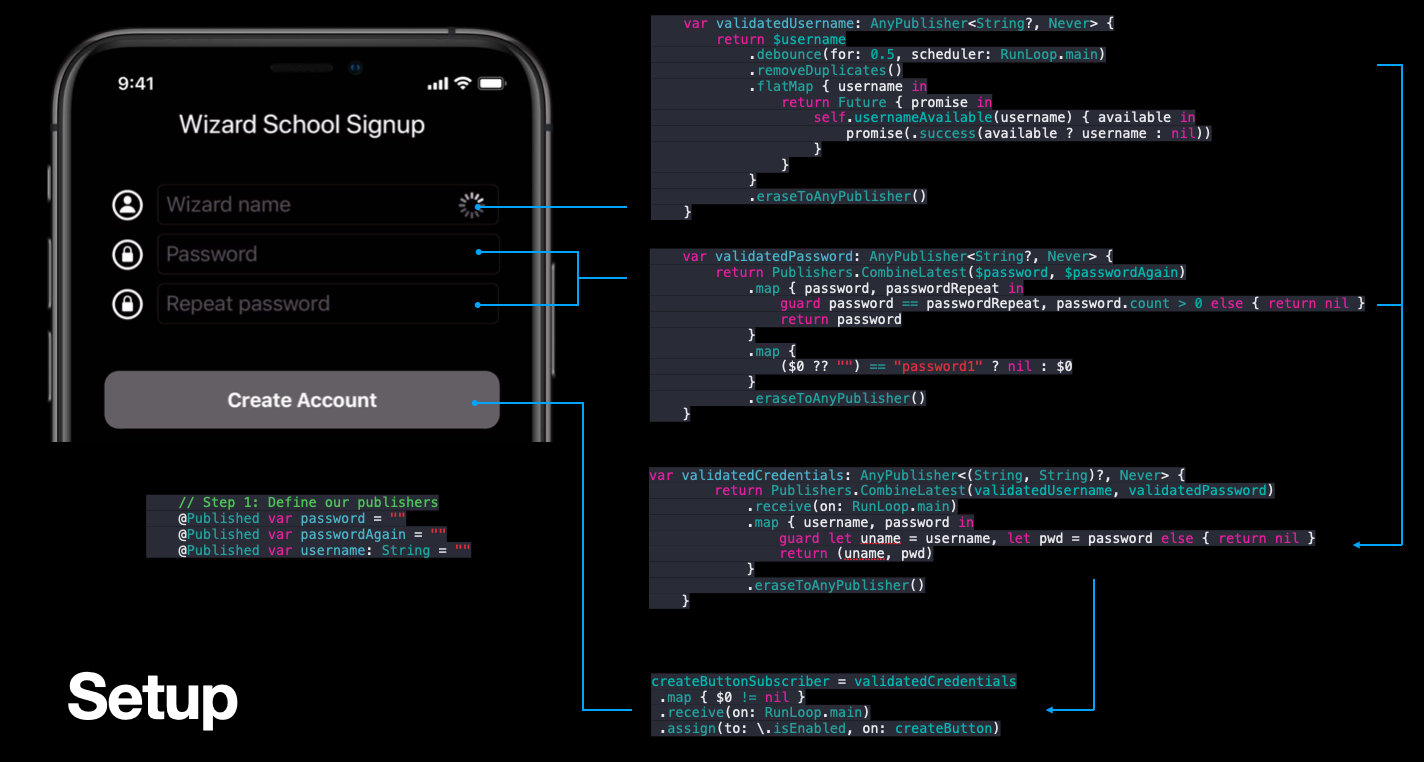 9:41
Wizard School Signup
Wizard name
Password
Repeat password
Create Account
// Step 1: Define our publishers
@Published var password = ""
@Published var passwordAgain = ""
@Published var username: String = ""
Setup
var validatedUsername: AnyPublisher<String?, Never> {
return $username
.debounce(for: 0.5, scheduler: RunLoop.main)
.removeDuplicates()
.flatMap { username in
return Future { promise in
self.usernameAvailable(username) { available in
promise(.success(available ? username : nil))
}
}
}
.eraseToAnyPublisher()
}
var validatedPassword: AnyPublisher<String?, Never> {
return Publishers.CombineLatest($password, $passwordAgain)
.map { password, passwordRepeat in
guard password == passwordRepeat, password.count > 0 else { return nil }
return password
}
.map {
($0 ?? "") == "password1" ? nil : $0
}
.eraseToAnyPublisher()
}
var validatedCredentials: AnyPublisher<(String, String)?, Never> {
return Publishers.CombineLatest(validatedUsername, validatedPassword)
.receive(on: RunLoop.main)
.map { username, password in
guard let uname = username, let pwd = password else { return nil }
return (uname, pwd)
}
.eraseToAnyPublisher()
}
createButtonSubscriber = validatedCredentials
.map { $0 != nil }
.receive(on: RunLoop.main)
.assign(to: \.isEnabled, on: createButton)